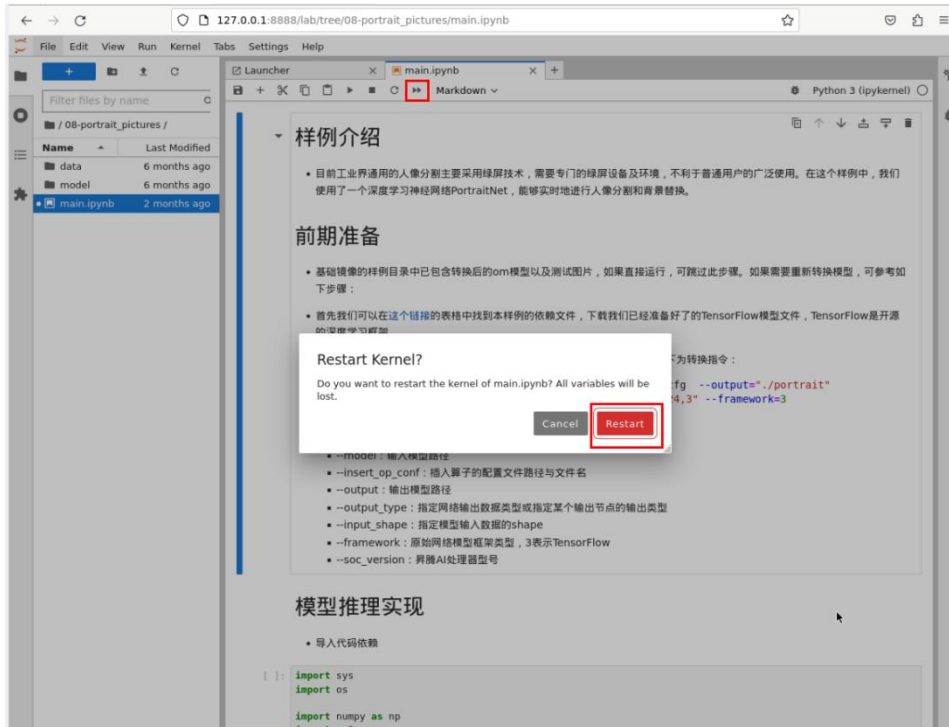 127.0.0.1:8888/lab/tree/08-portrait_pictures/main.ipynb
File Edit View Run Kernel Tabs Settings Help
Launcher
main.ipynb
Filter files by name
Markdown
Python 3 (ipykernel)
/ 08-portrait_pictures /
Name Last Modified
data 6 months ago
model 6 months ago
main.ipynb 2 months ago
样例介绍
• 目前工业界通用的人像分割主要采用绿屏技术，需要专门的绿屏设备及环境，不利于普通用户的广泛使用。在这个样例中，我们
使用了一个深度学习神经网络PortraitNet，能够实时地进行人像分割和背景替换。
前期准备
• 基础镜像的样例目录中已包含转换后的om模型以及测试图片，如果直接运行，可跳过此步骤。如果需要重新转换模型，可参考如
下步骤：
• 首先我们可以在这个链接的表格中找到本样例的依赖文件，下载我们已经准备好了的TensorFlow模型文件，TensorFlow是开源
的深度学习框架
下为转换指令：
Restart Kernel?
Do you want to restart the kernel of main.ipynb? All variables will be
lost.
Cancel Restart
cfg --output="./portrait"
4,3" --framework=3
▪ --model：输入模型路径
▪ --insert_op_conf：插入算子的配置文件路径与文件名
▪ --output：输出模型路径
▪ --output_type：指定网络输出数据类型或指定某个输出节点的输出类型
▪ --input_shape：指定模型输入数据的shape
▪ --framework：原始网络模型框架类型，3表示TensorFlow
▪ --soc_version：昇腾AI处理器型号
模型推理实现
• 导入代码依赖
[ ]: import sys
import os
import numpy as np